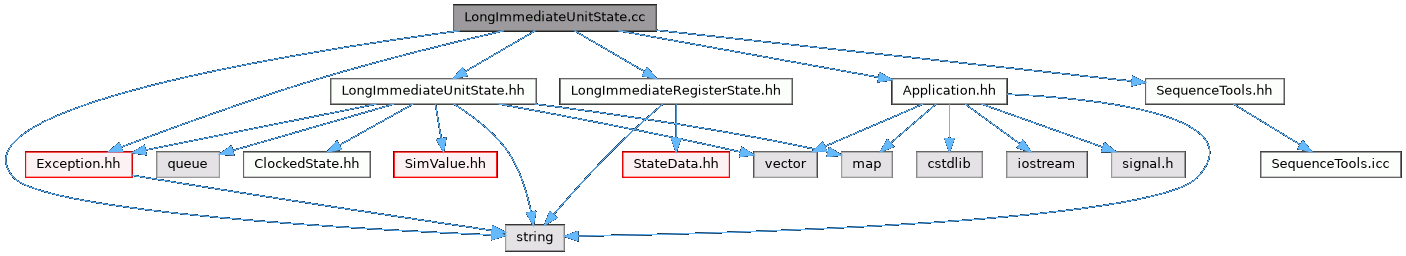 LongImmediateUnitState.cc
LongImmediateUnitState.hh
LongImmediateRegisterState.hh
Application.hh
SequenceTools.hh
Exception.hh
queue
ClockedState.hh
SimValue.hh
StateData.hh
vector
map
cstdlib
iostream
signal.h
SequenceTools.icc
string